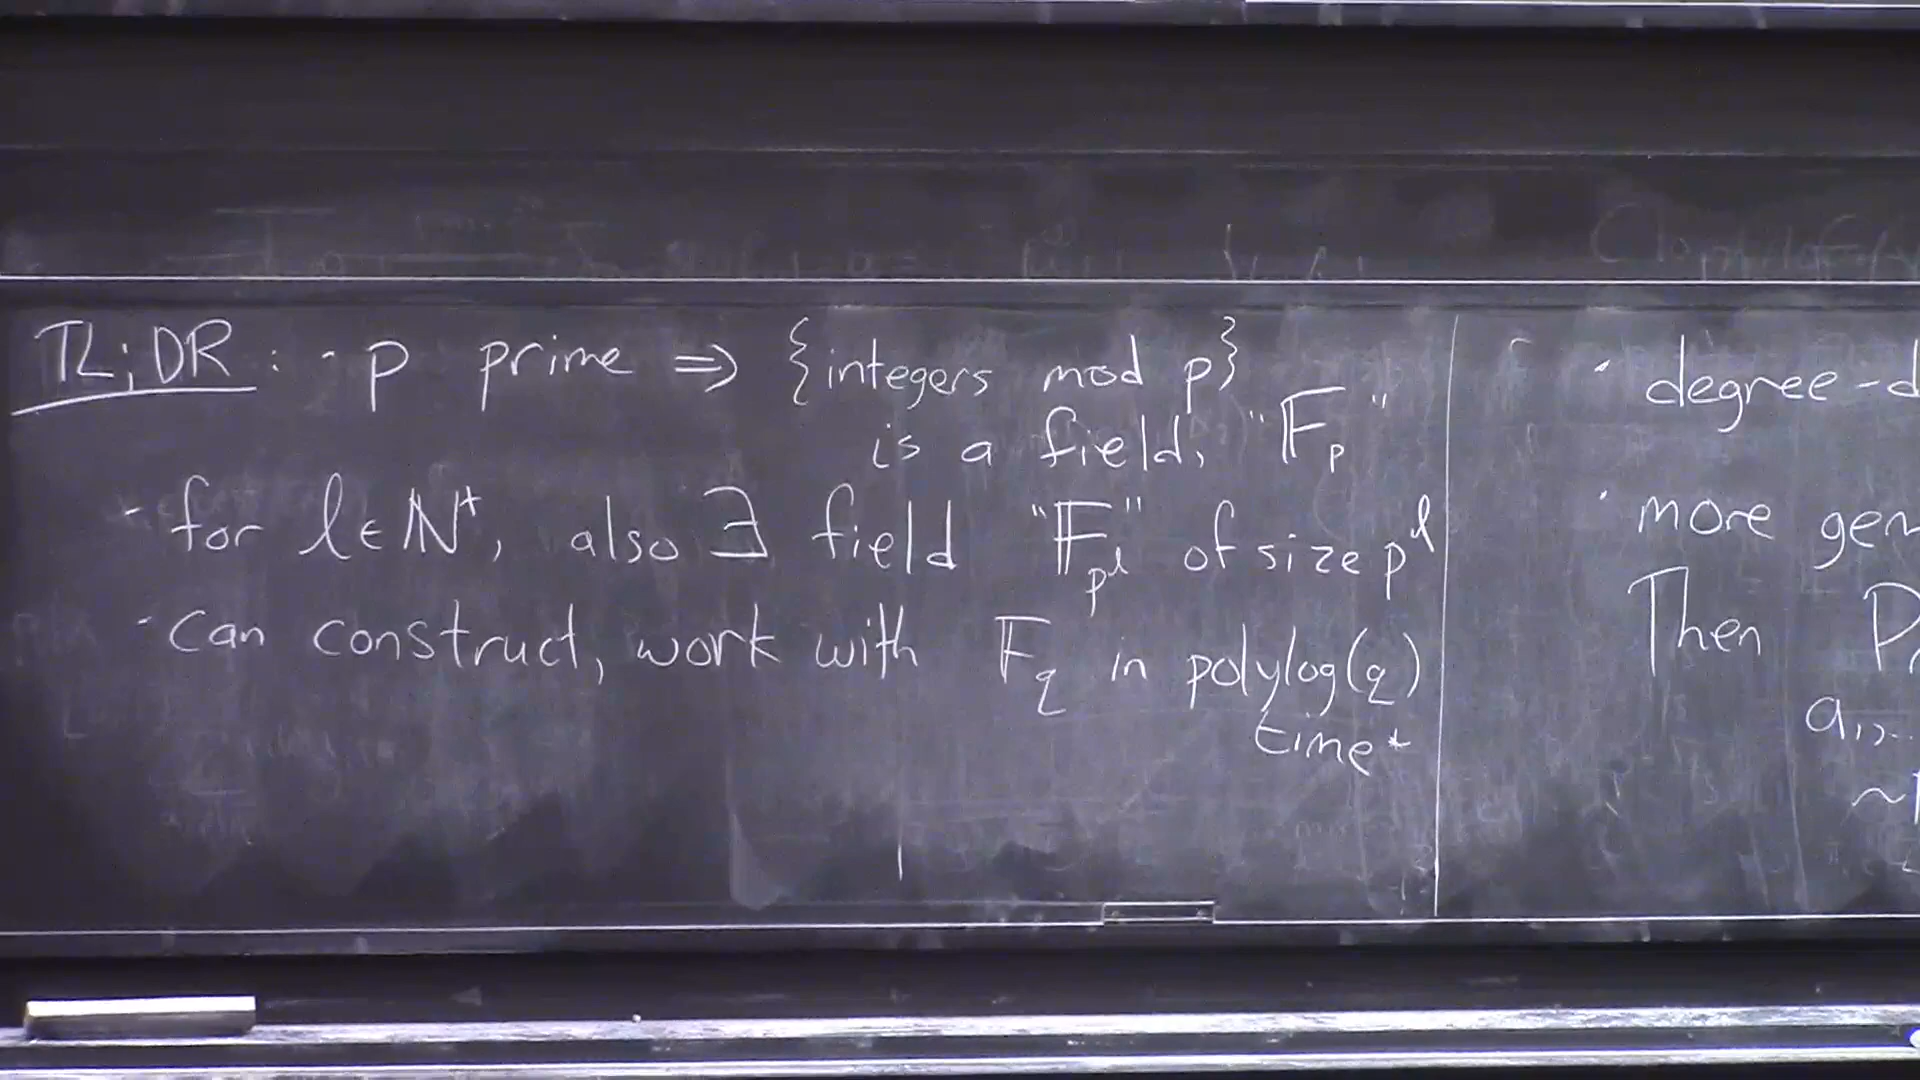 TL;DR: · p prime ⇒ {integers mod p}
is a field, "𝔽_p"
· for ℓ ∈ ℕ⁺, also ∃ field "𝔽_{p^ℓ}" of size p^ℓ
· can construct, work with 𝔽_q in polylog(q)
time*
· degree-d
· more gen
Then
a₁,...